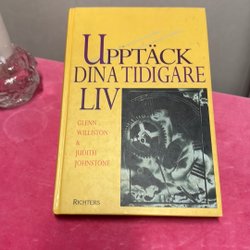 UPPTÄCK
DINA TIDIGARE
LIV
GLENN
WILLISTON
&
JUDITH
JOHNSTONE
RICHTERS